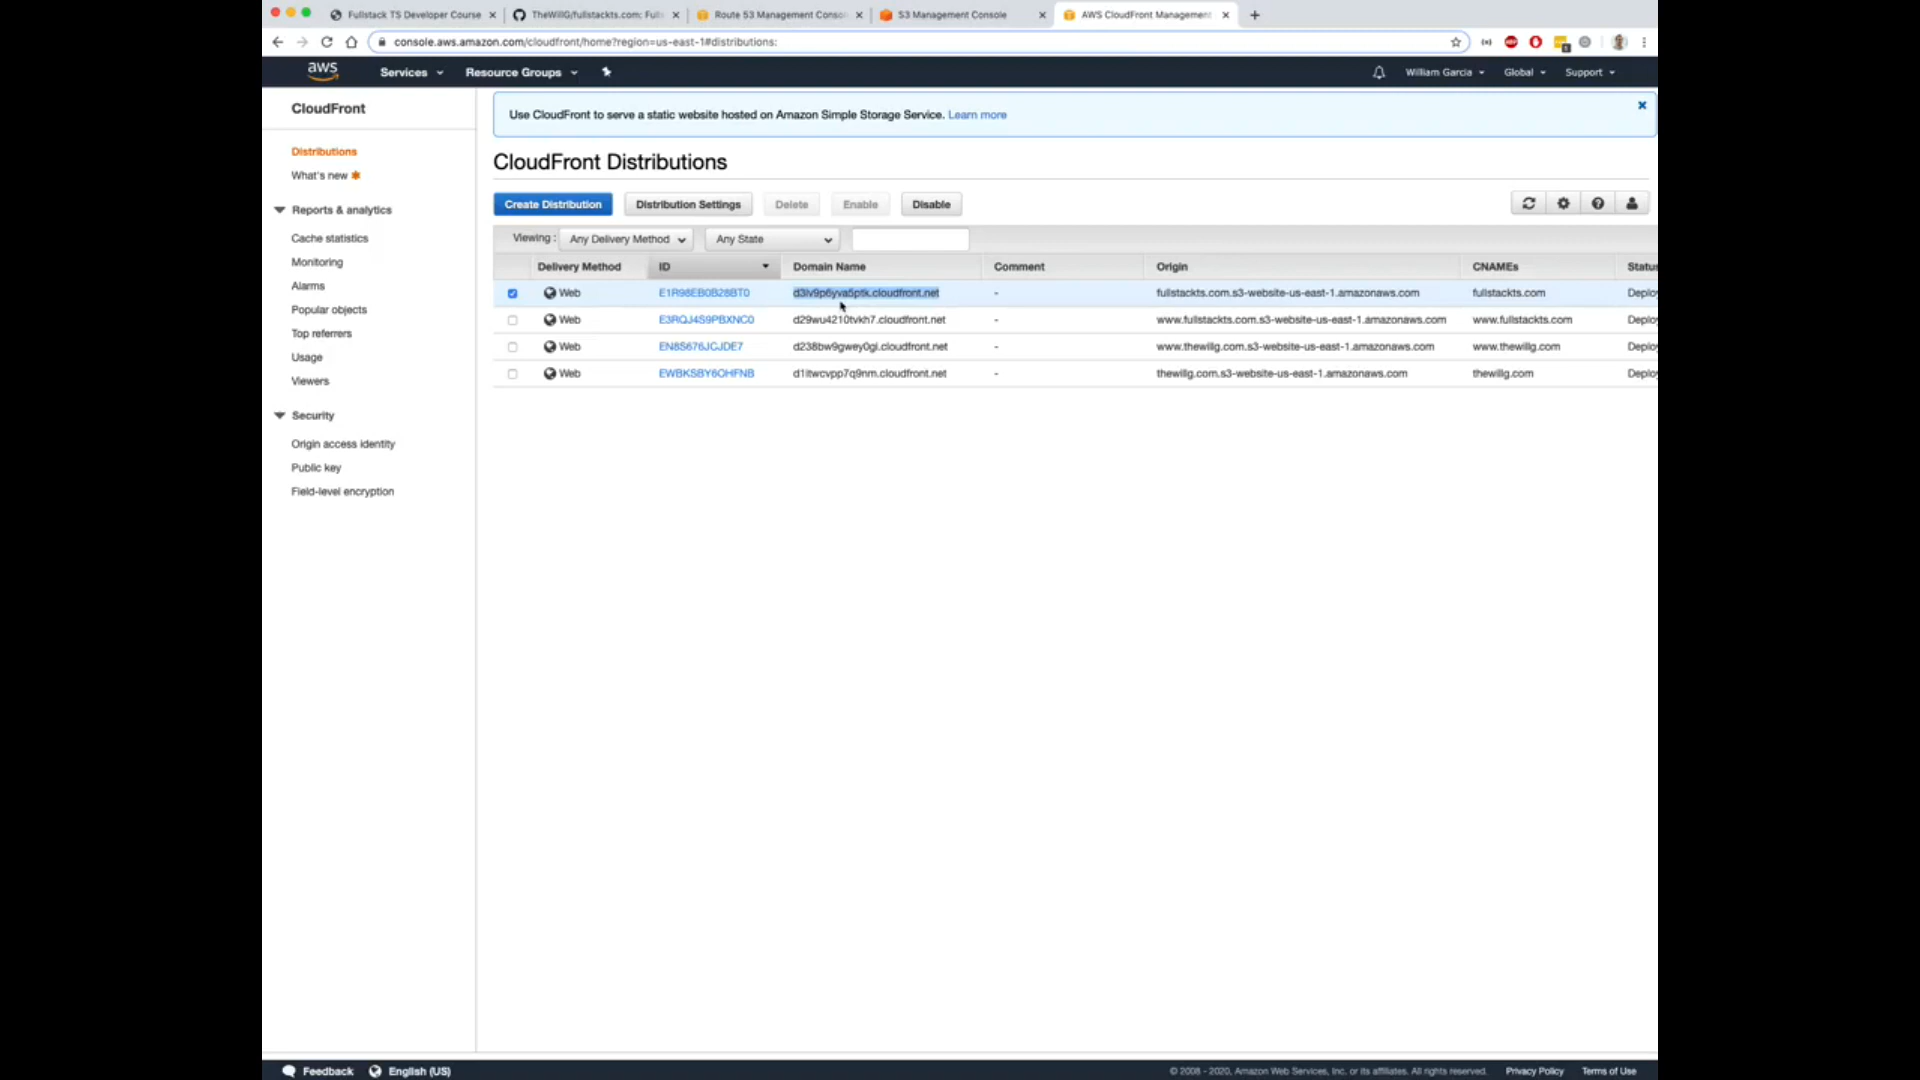 Fullstack TS Developer Course
TheWillG/fullstackts.com: Full
Route 53 Management Conso
S3 Management Console
AWS CloudFront Management
console.aws.amazon.com/cloudfront/home?region=us-east-1#distributions:
aws
Services
Resource Groups
William Garcia
Global
Support
CloudFront
Distributions
What's new
Reports & analytics
Cache statistics
Monitoring
Alarms
Popular objects
Top referrers
Usage
Viewers
Security
Origin access identity
Public key
Field-level encryption
Use CloudFront to serve a static website hosted on Amazon Simple Storage Service. Learn more
CloudFront Distributions
Create Distribution Distribution Settings Delete Enable Disable
Viewing : Any Delivery Method Any State
Delivery Method ID Domain Name Comment Origin CNAMEs Statu
Web E1R98EB0B28BT0 d3lv9p6yva5ptk.cloudfront.net - fullstackts.com.s3-website-us-east-1.amazonaws.com fullstackts.com Deplo
Web E3RQJ4S9PBXNC0 d29wu4210tvkh7.cloudfront.net - www.fullstackts.com.s3-website-us-east-1.amazonaws.com www.fullstackts.com Deplo
Web EN8S676JCJDE7 d238bw9gwey0gi.cloudfront.net - www.thewillg.com.s3-website-us-east-1.amazonaws.com www.thewillg.com Deplo
Web EWBKSBY6OHFNB d1itwcvpp7q9nm.cloudfront.net - thewillg.com.s3-website-us-east-1.amazonaws.com thewillg.com Deplo
Feedback English (US)
© 2008 - 2020, Amazon Web Services, Inc. or its affiliates. All rights reserved. Privacy Policy Terms of Use